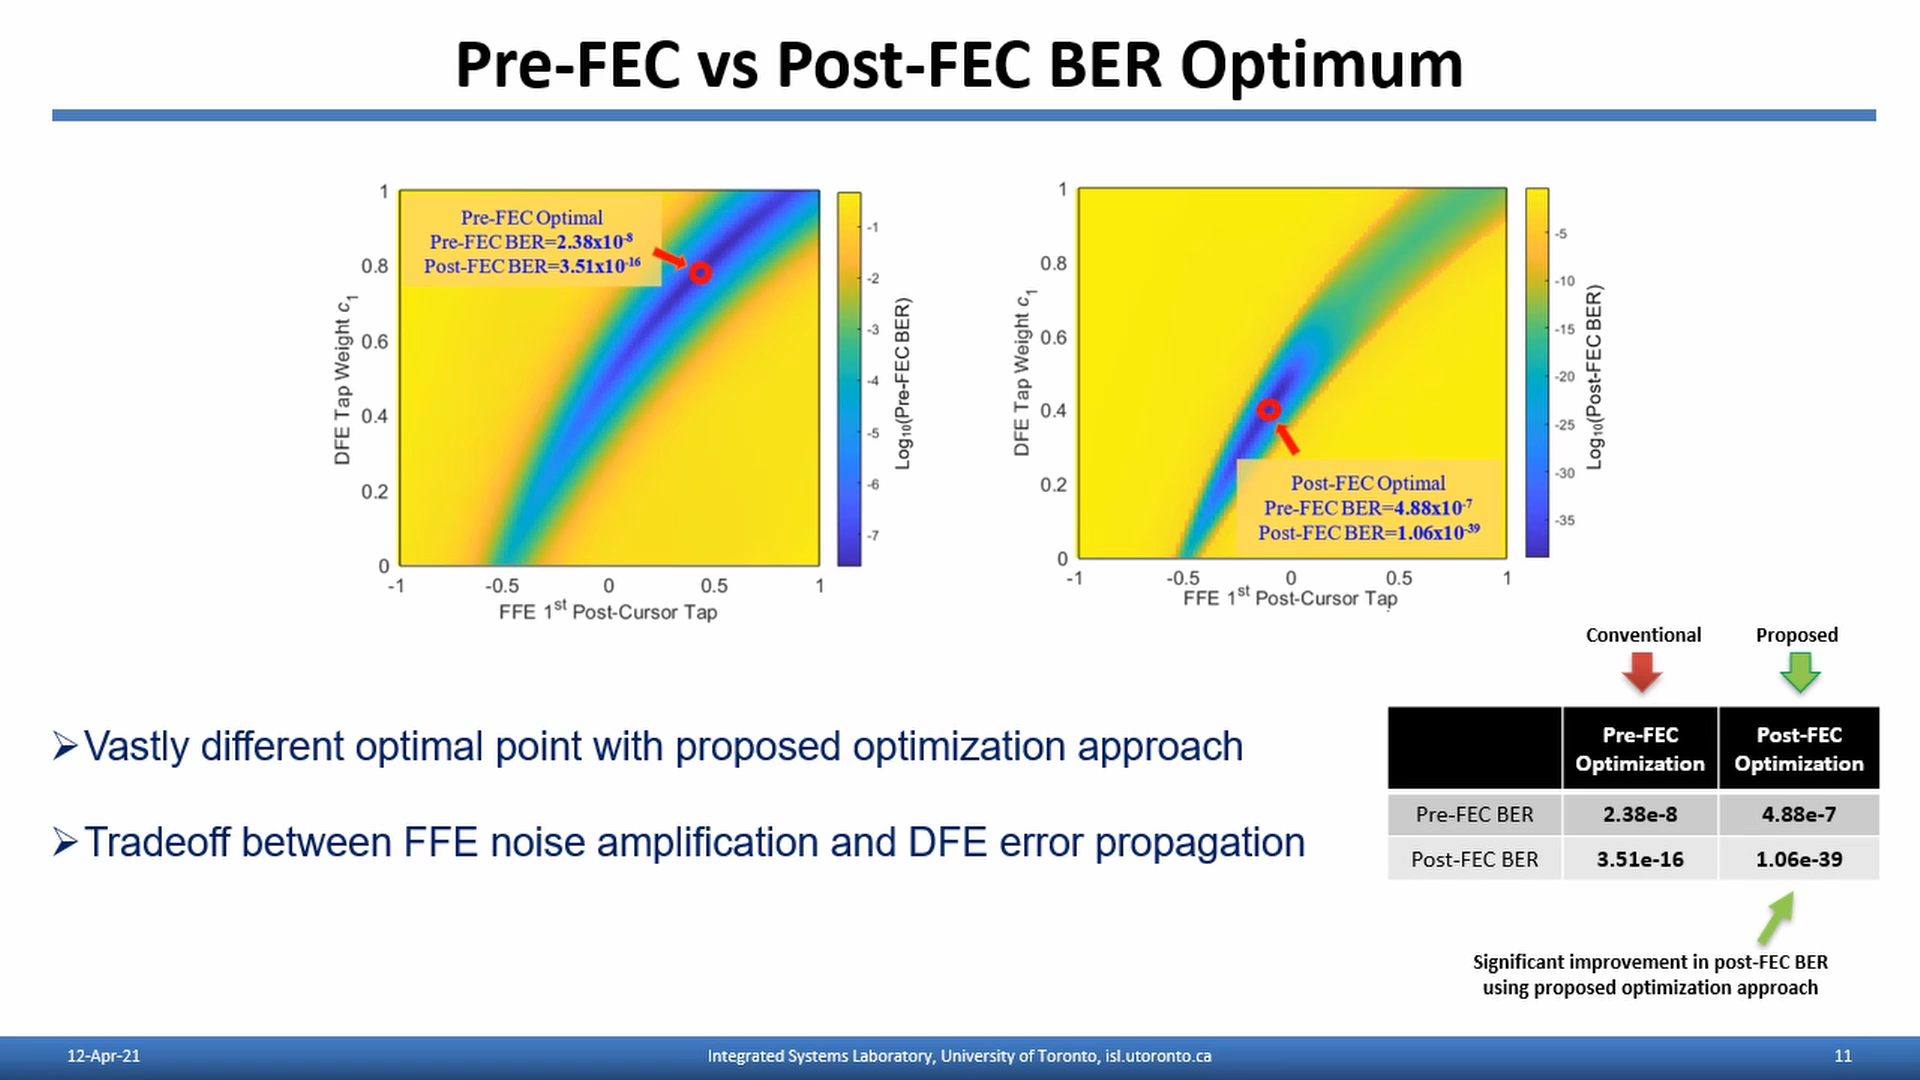 Pre-FEC vs Post-FEC BER Optimum
1
0.8
0.6
0.4
0.2
0
DFE Tap Weight c1
Pre-FEC Optimal
Pre-FEC BER=2.38x10-8
Post-FEC BER=3.51x10-16
-1
-0.5
0
0.5
1
FFE 1st Post-Cursor Tap
-1
-2
-3
-4
-5
-6
-7
Log10(Pre-FEC BER)
1
0.8
0.6
0.4
0.2
0
DFE Tap Weight c1
Post-FEC Optimal
Pre-FEC BER=4.88x10-7
Post-FEC BER=1.06x10-39
-1
-0.5
0
0.5
1
FFE 1st Post-Cursor Tap
-5
-10
-15
-20
-25
-30
-35
Log10(Post-FEC BER)
➢Vastly different optimal point with proposed optimization approach
➢Tradeoff between FFE noise amplification and DFE error propagation
Conventional Proposed
Pre-FEC Optimization Post-FEC Optimization
Pre-FEC BER 2.38e-8 4.88e-7
Post-FEC BER 3.51e-16 1.06e-39
Significant improvement in post-FEC BER
using proposed optimization approach
12-Apr-21 Integrated Systems Laboratory, University of Toronto, isl.utoronto.ca 11